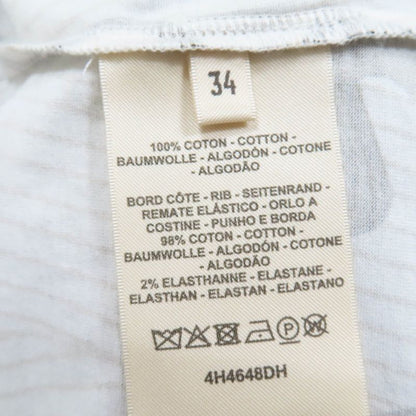 34
100% COTON - COTTON -
BAUMWOLLE - ALGODÓN - COTONE
- ALGODÃO
BORD CÔTE - RIB - SEITENRAND -
REMATE ELÁSTICO - ORLO A
COSTINE - PUNHO E BORDA
98% COTON - COTTON -
BAUMWOLLE - ALGODÓN - COTONE
- ALGODÃO
2% ELASTHANNE - ELASTANE -
ELASTHAN - ELASTAN - ELASTANE
P W
4H4648DH